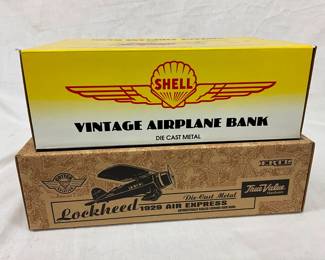 SHELL
VINTAGE AIRPLANE BANK
DIE CAST METAL
ERTL
Die-Cast Metal
Lockheed 1929 AIR EXPRESS
True Value